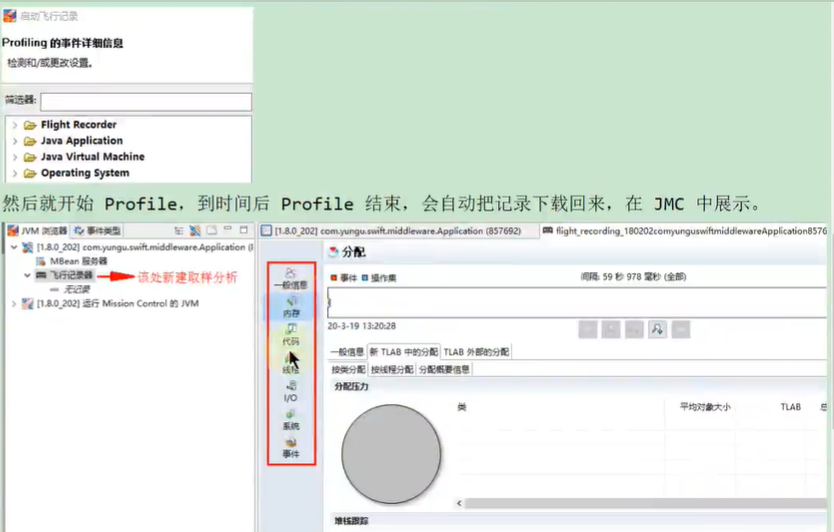 启动飞行记录
Profiling 的事件详细信息
检测和/或更改设置。
筛选器:
Flight Recorder
Java Application
Java Virtual Machine
Operating System
然后就开始 Profile，到时间后 Profile 结束，会自动把记录下载回来，在 JMC 中展示。
JVM 浏览器 事件类型
[1.8.0_202] com.yungu.swift.middleware.Application (
MBean 服务器
飞行记录器 该处新建取样分析
无记录
[1.8.0_202] 运行 Mission Control 的 JVM
[1.8.0_202] com.yungu.swift.middleware.Application (857692)
flight_recording_180202comyunguswiftmiddlewareApplication8576
分配
一般信息
内存
代码
线程
I/O
系统
事件
事件 操作集
间隔: 59 秒 978 毫秒 (全部)
20-3-19 13:20:28
一般信息 新 TLAB 中的分配 TLAB 外部的分配
按类分配 按线程分配 分配概要信息
分配压力
类 平均对象大小 TLAB 总
堆栈跟踪